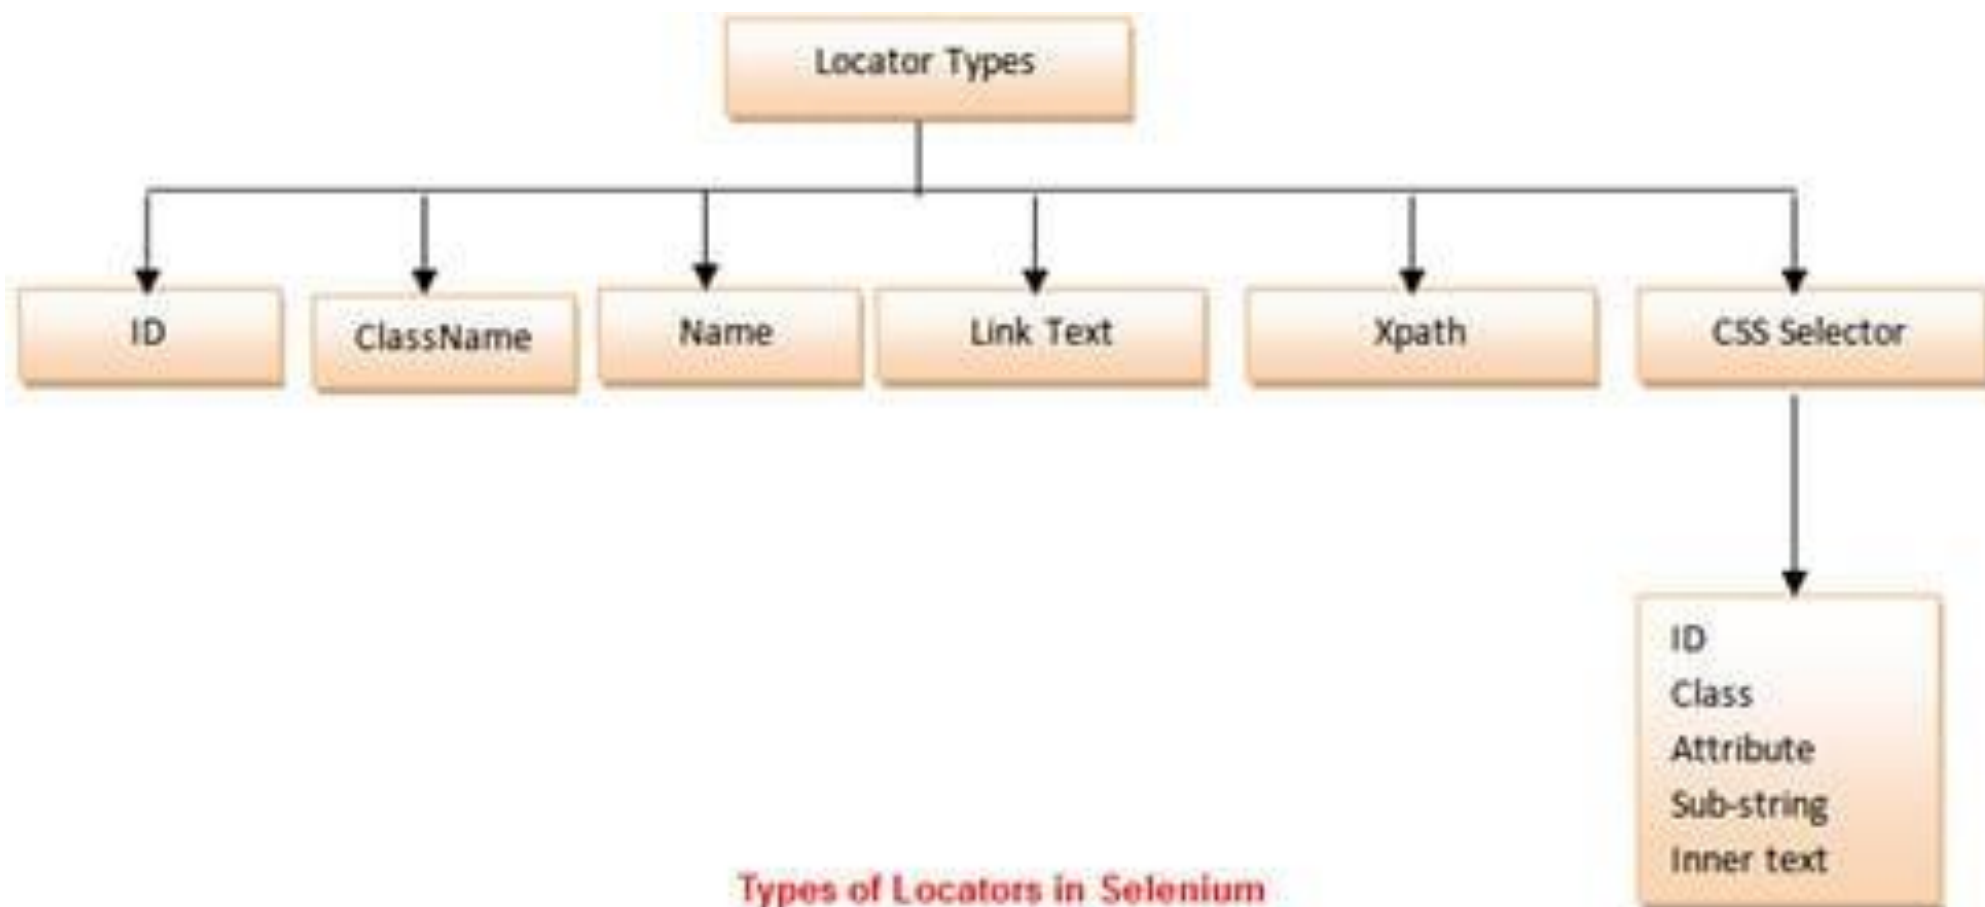 Locator Types
ID
ClassName
Name
Link Text
Xpath
CSS Selector
ID
Class
Attribute
Sub-string
Inner text
Types of Locators in Selenium